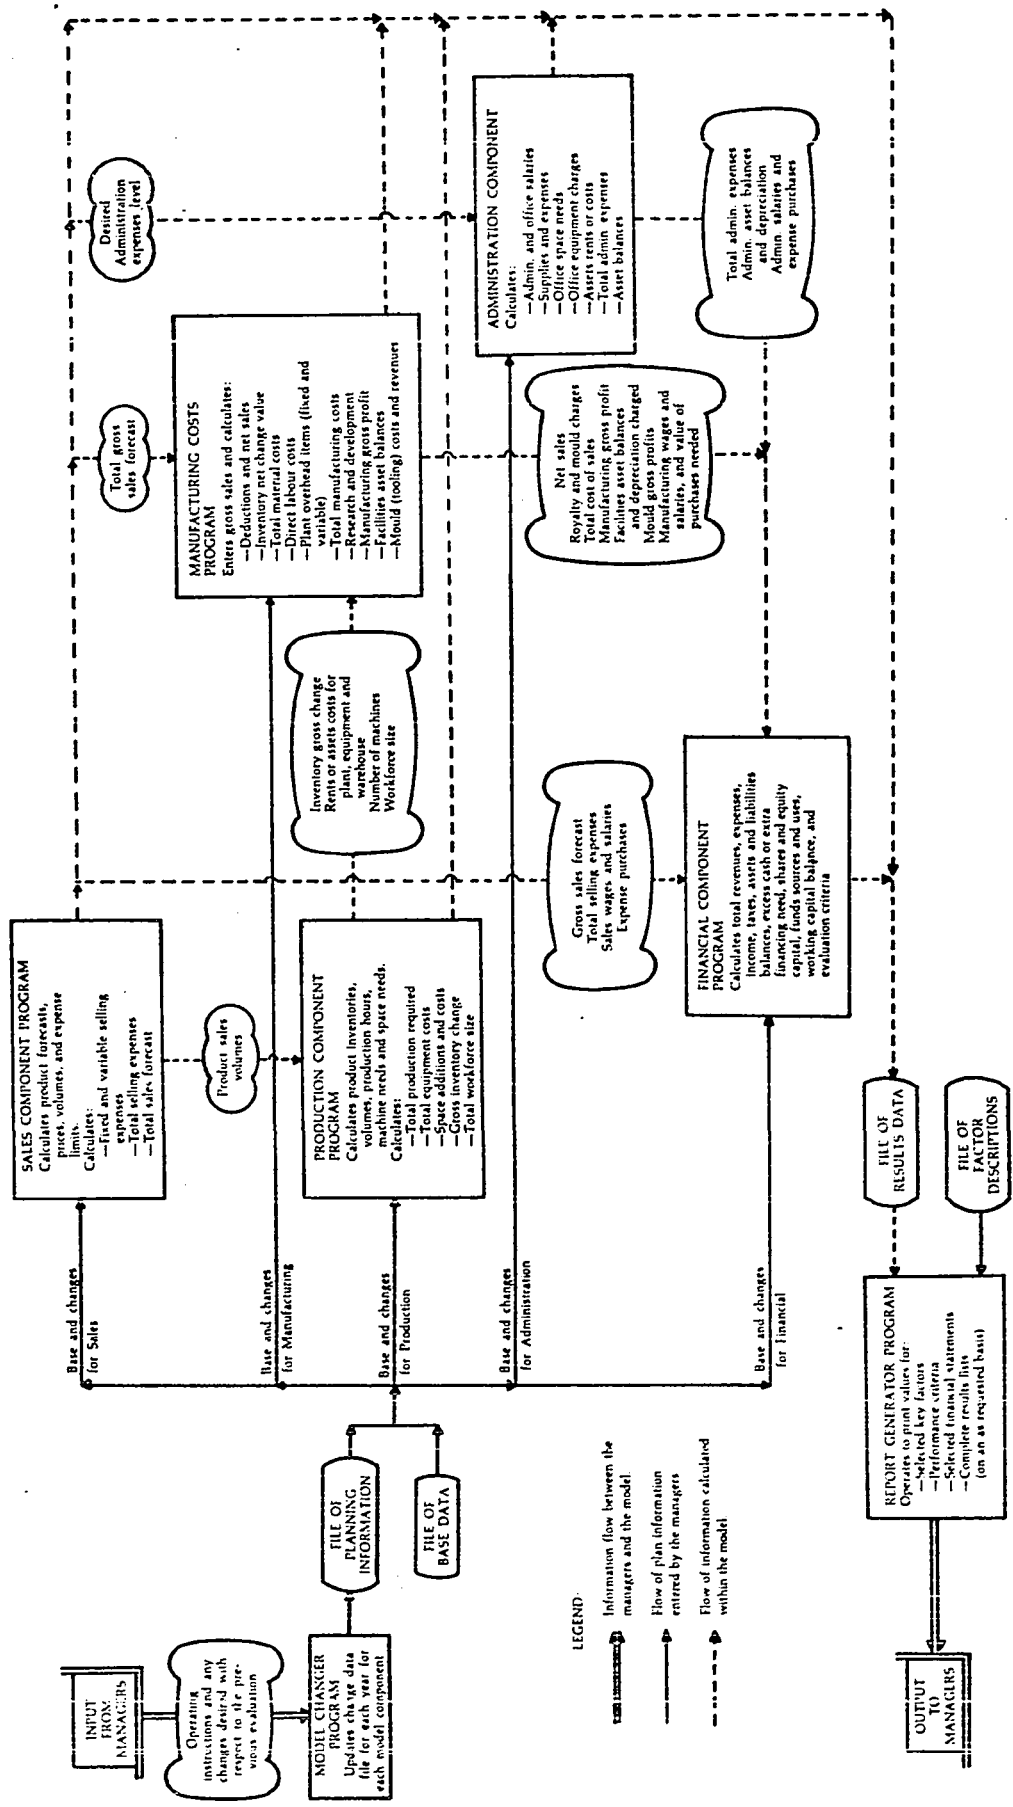 INPUT
FROM
MANAGERS
Operating
instructions and any
changes desired with
respect to the pre-
vious evaluation
MODEL CHANGER
PROGRAM
Updates change data
file for each year for
each model component
FILE OF
PLANNING
INFORMATION
FILE OF
BASE DATA
Base and changes
for Sales
Base and changes
for Manufacturing
Base and changes
for Production
Base and changes
for Administration
Base and changes
for Financial
SALES COMPONENT PROGRAM
Calculates product forecasts,
prices, volumes, and expense
limits.
Calculates:
—Fixed and variable selling
expenses
—Total selling expenses
—Total sales forecast
Product sales
volumes
PRODUCTION COMPONENT
PROGRAM
Calculates product inventories,
volumes, production hours,
machine needs and space needs.
Calculates:
—Total production required
—Total equipment costs
—Space additions and costs
—Gross inventory change
—Total workforce size
Inventory gross change
Rents or assets costs for
plant, equipment and
warehouse
Number of machines
Workforce size
Total gross
sales forecast
MANUFACTURING COSTS
PROGRAM
Enters gross sales and calculates:
—Deductions and net sales
—Inventory net change value
—Total material costs
—Direct labour costs
—Plant overhead items (fixed and
variable)
—Total manufacturing costs
—Research and development
—Manufacturing gross profit
—Facilities asset balances
—Mould (tooling) costs and revenues
Desired
Administration
expenses level
ADMINISTRATION COMPONENT
Calculates:
—Admin. and office salaries
—Supplies and expenses
—Office space needs
—Office equipment charges
—Assets rents or costs
—Total admin expenses
—Asset balances
Gross sales forecast
Total selling expenses
Sales wages and salaries
Expense purchases
Net sales
Royalty and mould charges
Total cost of sales
Manufacturing gross profit
Facilities asset balances
and depreciation charged
Mould gross profits
Manufacturing wages and
salaries, and value of
purchases needed
Total admin. expenses
Admin. asset balances
and depreciation
Admin. salaries and
expense purchases
FINANCIAL COMPONENT
PROGRAM
Calculates total revenues, expenses,
income, taxes, assets and liabilities
balances, excess cash or extra
financing need, shares and equity
capital, funds sources and uses,
working capital balance, and
evaluation criteria
FILE OF
RESULTS DATA
FILE OF
FACTOR
DESCRIPTIONS
REPORT GENERATOR PROGRAM
Operates to print values for:
—Selected key factors
—Performance criteria
—Selected financial statements
—Complete results lists
(on an as requested basis)
OUTPUT
TO
MANAGERS
LEGEND:
Information flow between the
managers and the model.
Flow of plan information
entered by the managers
Flow of information calculated
within the model.